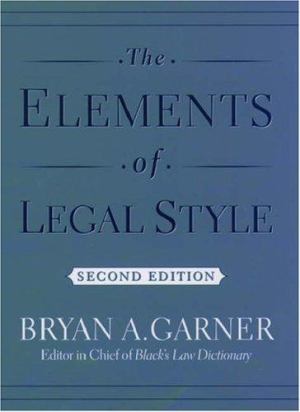 The
ELEMENTS
of
LEGAL STYLE
SECOND EDITION
BRYAN A. GARNER
Editor in Chief of Black's Law Dictionary